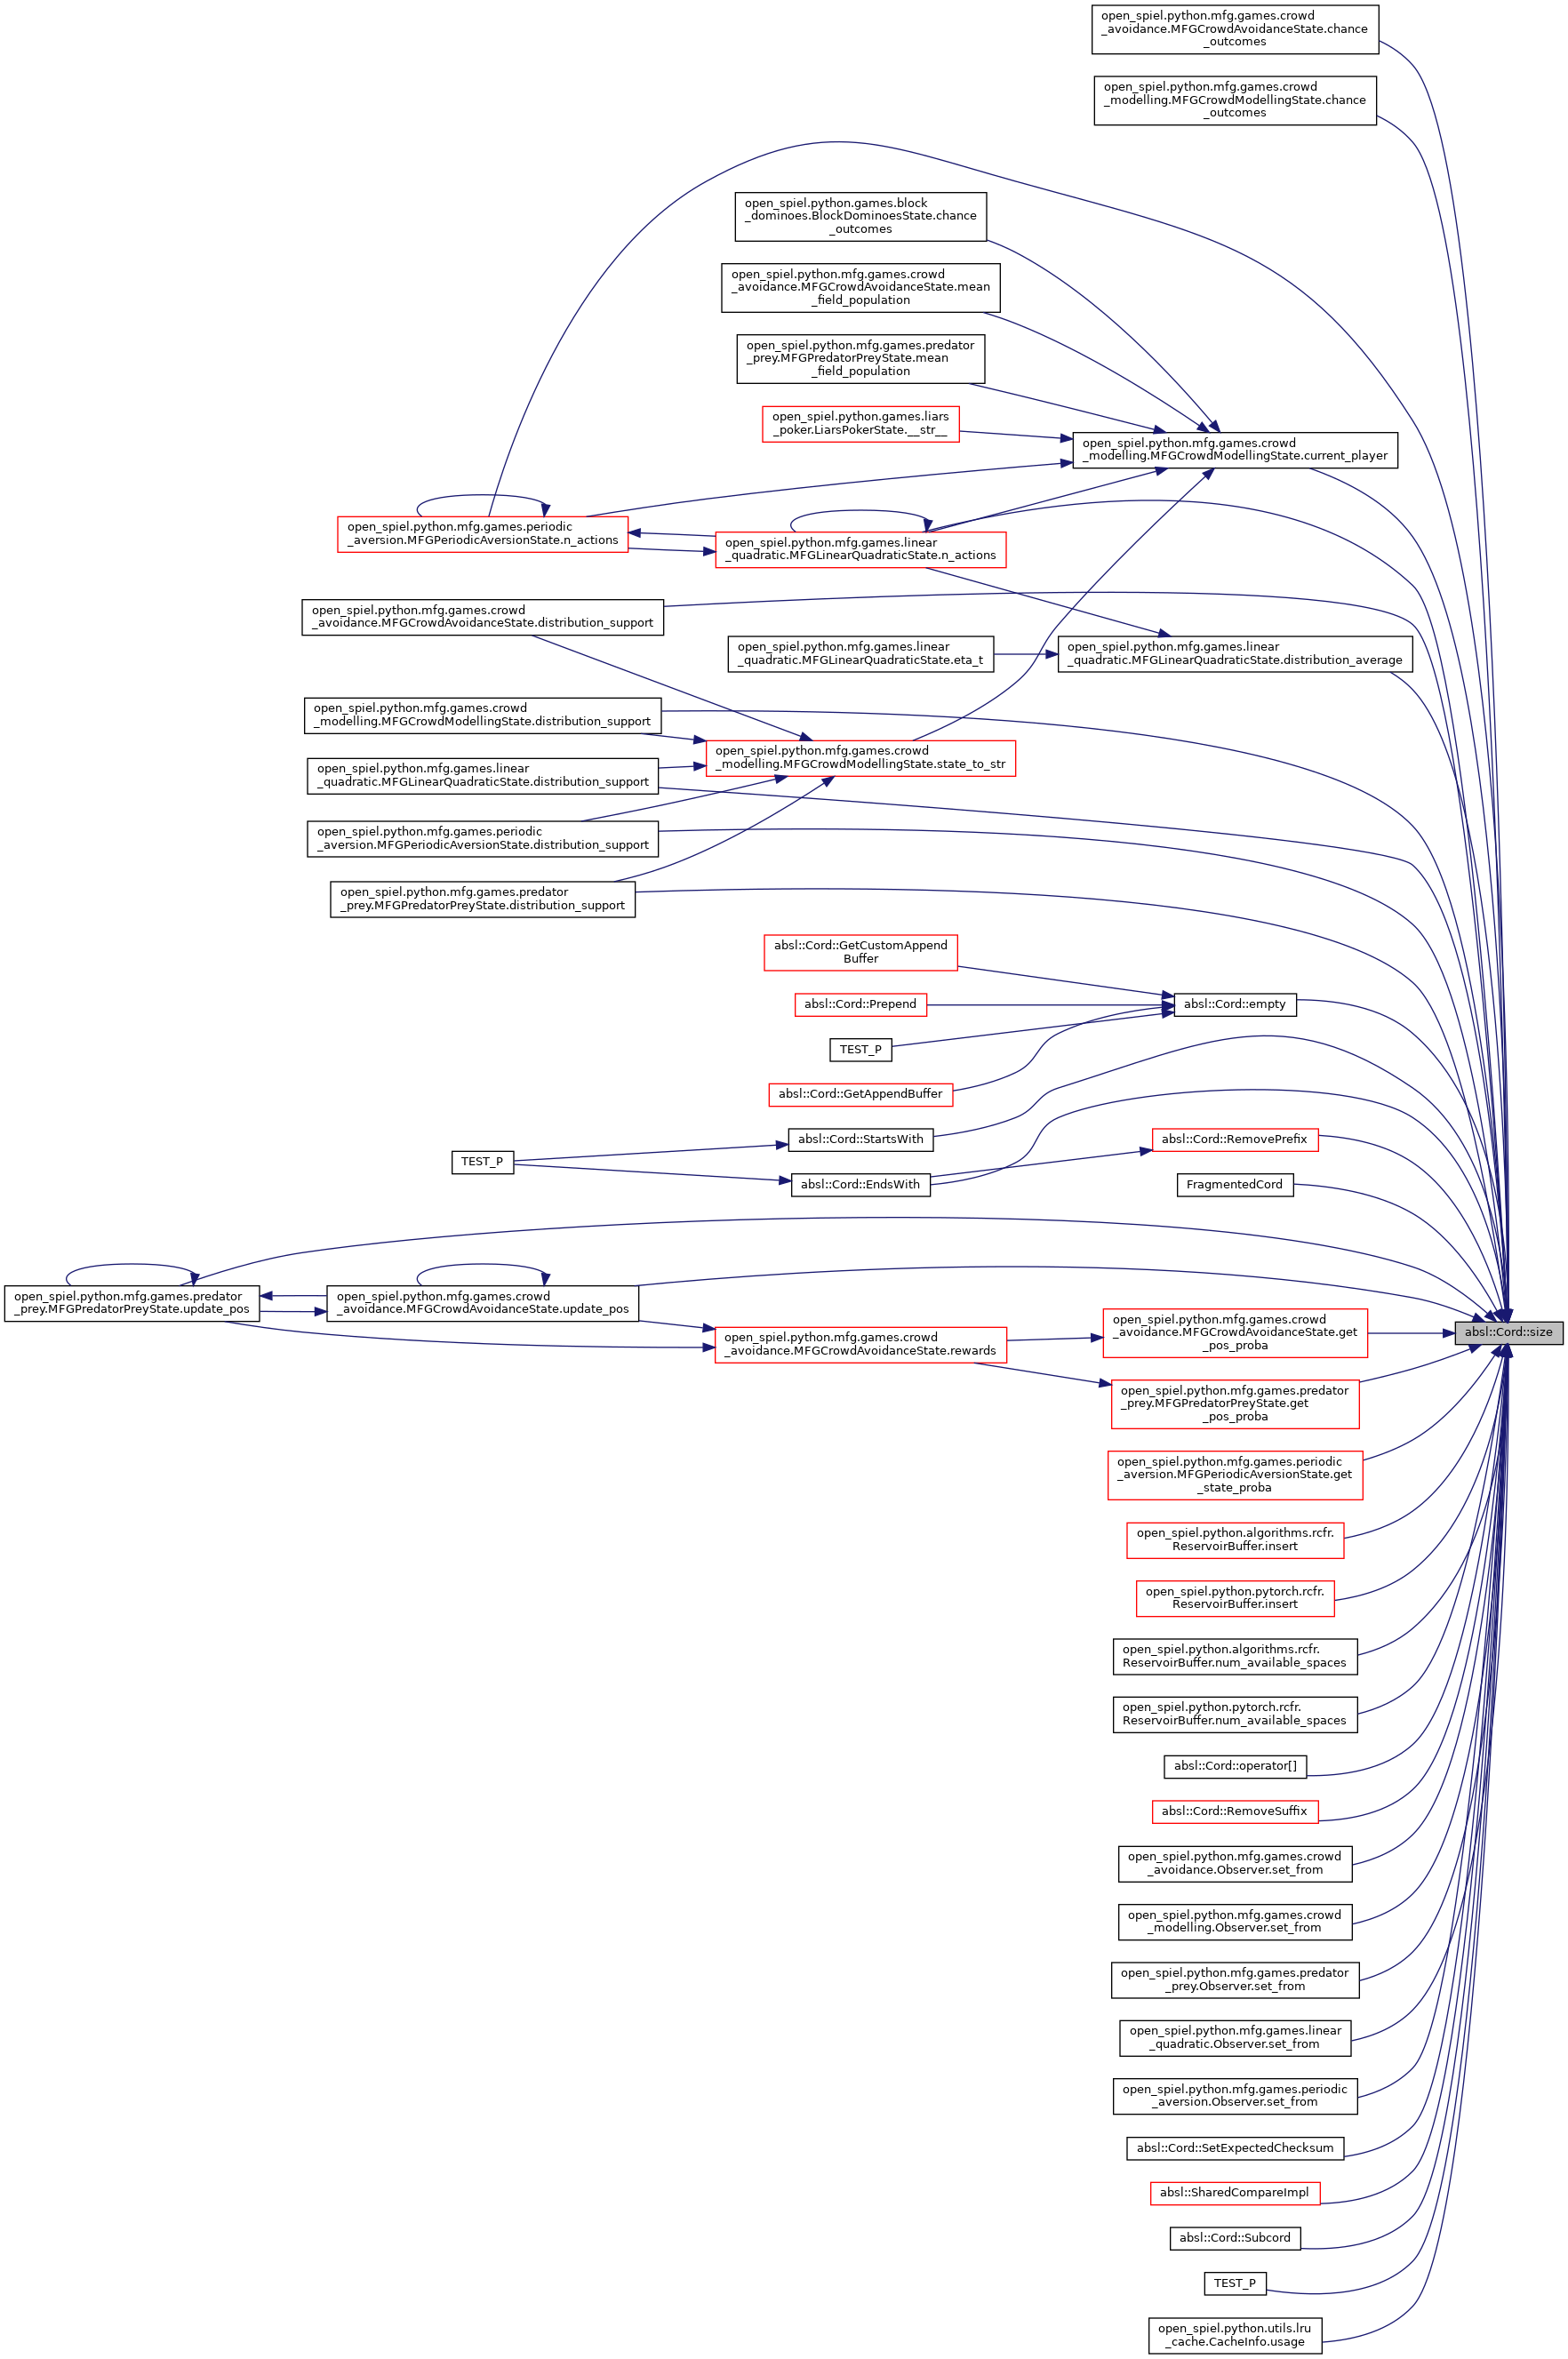 open_spiel.python.mfg.games.crowd
_avoidance.MFGCrowdAvoidanceState.chance
_outcomes
open_spiel.python.mfg.games.crowd
_modelling.MFGCrowdModellingState.chance
_outcomes
open_spiel.python.games.block
_dominoes.BlockDominoesState.chance
_outcomes
open_spiel.python.mfg.games.crowd
_avoidance.MFGCrowdAvoidanceState.mean
_field_population
open_spiel.python.mfg.games.predator
_prey.MFGPredatorPreyState.mean
_field_population
open_spiel.python.games.liars
_poker.LiarsPokerState.__str__
open_spiel.python.mfg.games.crowd
_modelling.MFGCrowdModellingState.current_player
open_spiel.python.mfg.games.periodic
_aversion.MFGPeriodicAversionState.n_actions
open_spiel.python.mfg.games.linear
_quadratic.MFGLinearQuadraticState.n_actions
open_spiel.python.mfg.games.crowd
_avoidance.MFGCrowdAvoidanceState.distribution_support
open_spiel.python.mfg.games.linear
_quadratic.MFGLinearQuadraticState.eta_t
open_spiel.python.mfg.games.linear
_quadratic.MFGLinearQuadraticState.distribution_average
open_spiel.python.mfg.games.crowd
_modelling.MFGCrowdModellingState.distribution_support
open_spiel.python.mfg.games.crowd
_modelling.MFGCrowdModellingState.state_to_str
open_spiel.python.mfg.games.linear
_quadratic.MFGLinearQuadraticState.distribution_support
open_spiel.python.mfg.games.periodic
_aversion.MFGPeriodicAversionState.distribution_support
open_spiel.python.mfg.games.predator
_prey.MFGPredatorPreyState.distribution_support
absl::Cord::GetCustomAppend
Buffer
absl::Cord::Prepend
absl::Cord::empty
TEST_P
absl::Cord::GetAppendBuffer
absl::Cord::StartsWith
absl::Cord::RemovePrefix
TEST_P
absl::Cord::EndsWith
FragmentedCord
open_spiel.python.mfg.games.predator
_prey.MFGPredatorPreyState.update_pos
open_spiel.python.mfg.games.crowd
_avoidance.MFGCrowdAvoidanceState.update_pos
open_spiel.python.mfg.games.crowd
_avoidance.MFGCrowdAvoidanceState.rewards
open_spiel.python.mfg.games.crowd
_avoidance.MFGCrowdAvoidanceState.get
_pos_proba
absl::Cord::size
open_spiel.python.mfg.games.predator
_prey.MFGPredatorPreyState.get
_pos_proba
open_spiel.python.mfg.games.periodic
_aversion.MFGPeriodicAversionState.get
_state_proba
open_spiel.python.algorithms.rcfr.
ReservoirBuffer.insert
open_spiel.python.pytorch.rcfr.
ReservoirBuffer.insert
open_spiel.python.algorithms.rcfr.
ReservoirBuffer.num_available_spaces
open_spiel.python.pytorch.rcfr.
ReservoirBuffer.num_available_spaces
absl::Cord::operator[]
absl::Cord::RemoveSuffix
open_spiel.python.mfg.games.crowd
_avoidance.Observer.set_from
open_spiel.python.mfg.games.crowd
_modelling.Observer.set_from
open_spiel.python.mfg.games.predator
_prey.Observer.set_from
open_spiel.python.mfg.games.linear
_quadratic.Observer.set_from
open_spiel.python.mfg.games.periodic
_aversion.Observer.set_from
absl::Cord::SetExpectedChecksum
absl::SharedCompareImpl
absl::Cord::Subcord
TEST_P
open_spiel.python.utils.lru
_cache.CacheInfo.usage